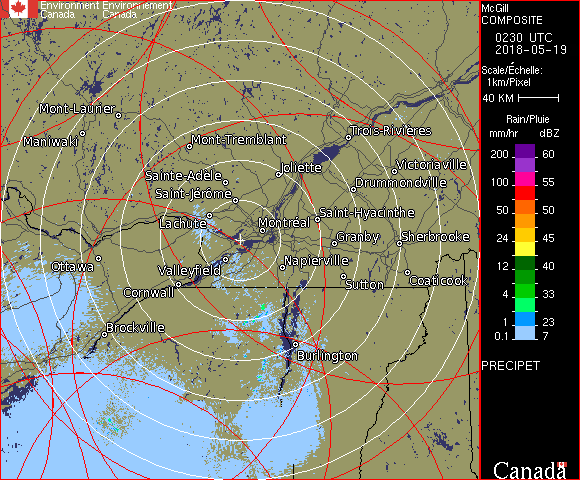 Environment Environnement
Canada Canada
McGill
COMPOSITE
0230 UTC
2018-05-19
Scale/Échelle:
1km/Pixel
40 KM
Rain/Pluie
mm/hr dBZ
200 60
100 55
50 50
24 45
12 40
4 33
1 23
0.1 7
PRECIPET
Canada
Mont-Laurier
Maniwaki
Mont-Tremblant
Trois-Rivières
Joliette
Victoriaville
Sainte-Adèle
Drummondville
Saint-Jérôme
Saint-Hyacinthe
Lachute
Montréal
Granby
Sherbrooke
Ottawa
Valleyfield
Napierville
Cornwall
Sutton
Coaticook
Brockville
Burlington